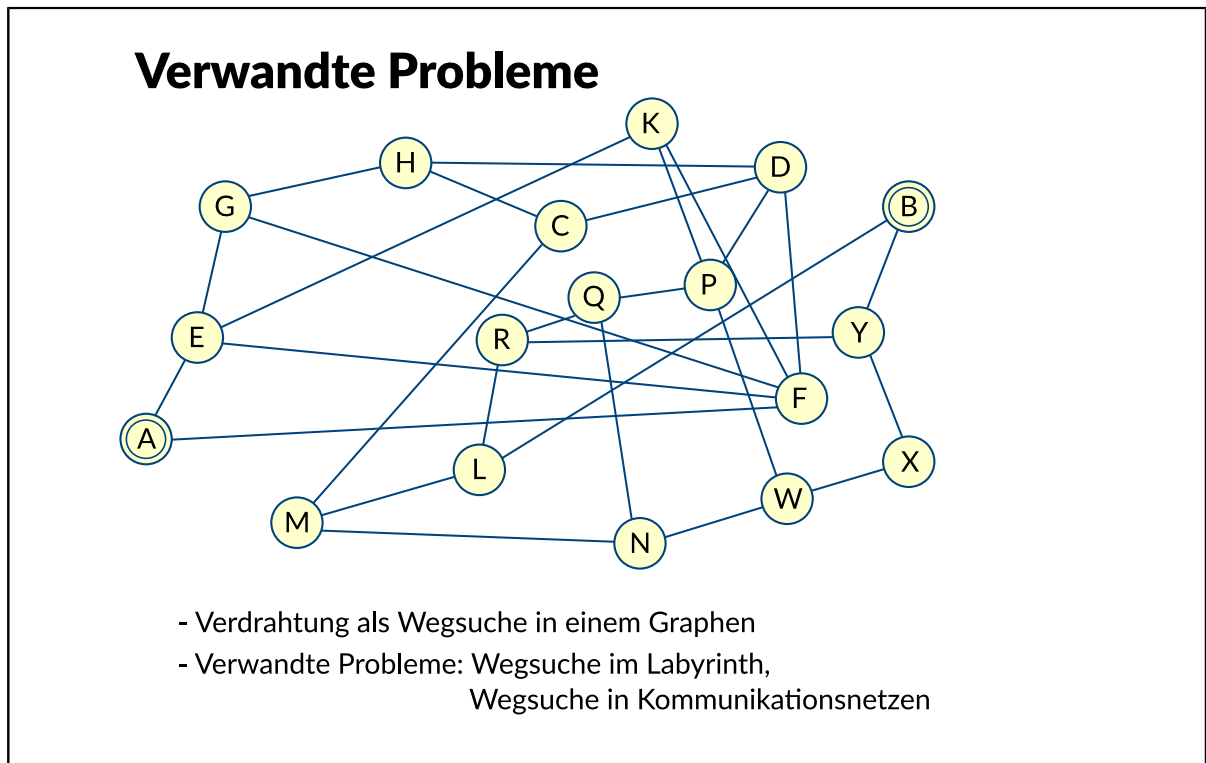 Verwandte Probleme
K
H
D
G
B
C
P
Q
E
R
Y
F
A
L
X
W
M
N
- Verdrahtung als Wegsuche in einem Graphen
- Verwandte Probleme: Wegsuche im Labyrinth,
Wegsuche in Kommunikationsnetzen